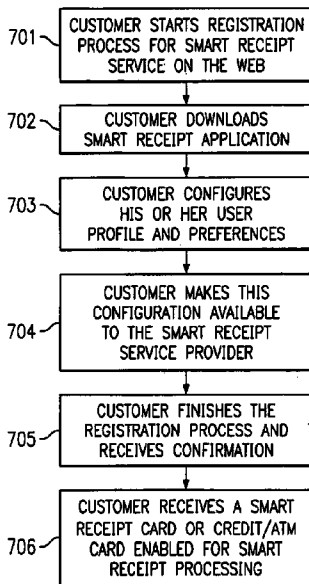 701
CUSTOMER STARTS REGISTRATION
PROCESS FOR SMART RECEIPT
SERVICE ON THE WEB
702
CUSTOMER DOWNLOADS
SMART RECEIPT APPLICATION
703
CUSTOMER CONFIGURES
HIS OR HER USER
PROFILE AND PREFERENCES
704
CUSTOMER MAKES THIS
CONFIGURATION AVAILABLE
TO THE SMART RECEIPT
SERVICE PROVIDER
705
CUSTOMER FINISHES THE
REGISTRATION PROCESS AND
RECEIVES CONFIRMATION
706
CUSTOMER RECEIVES A SMART
RECEIPT CARD OR CREDIT/ATM
CARD ENABLED FOR SMART
RECEIPT PROCESSING